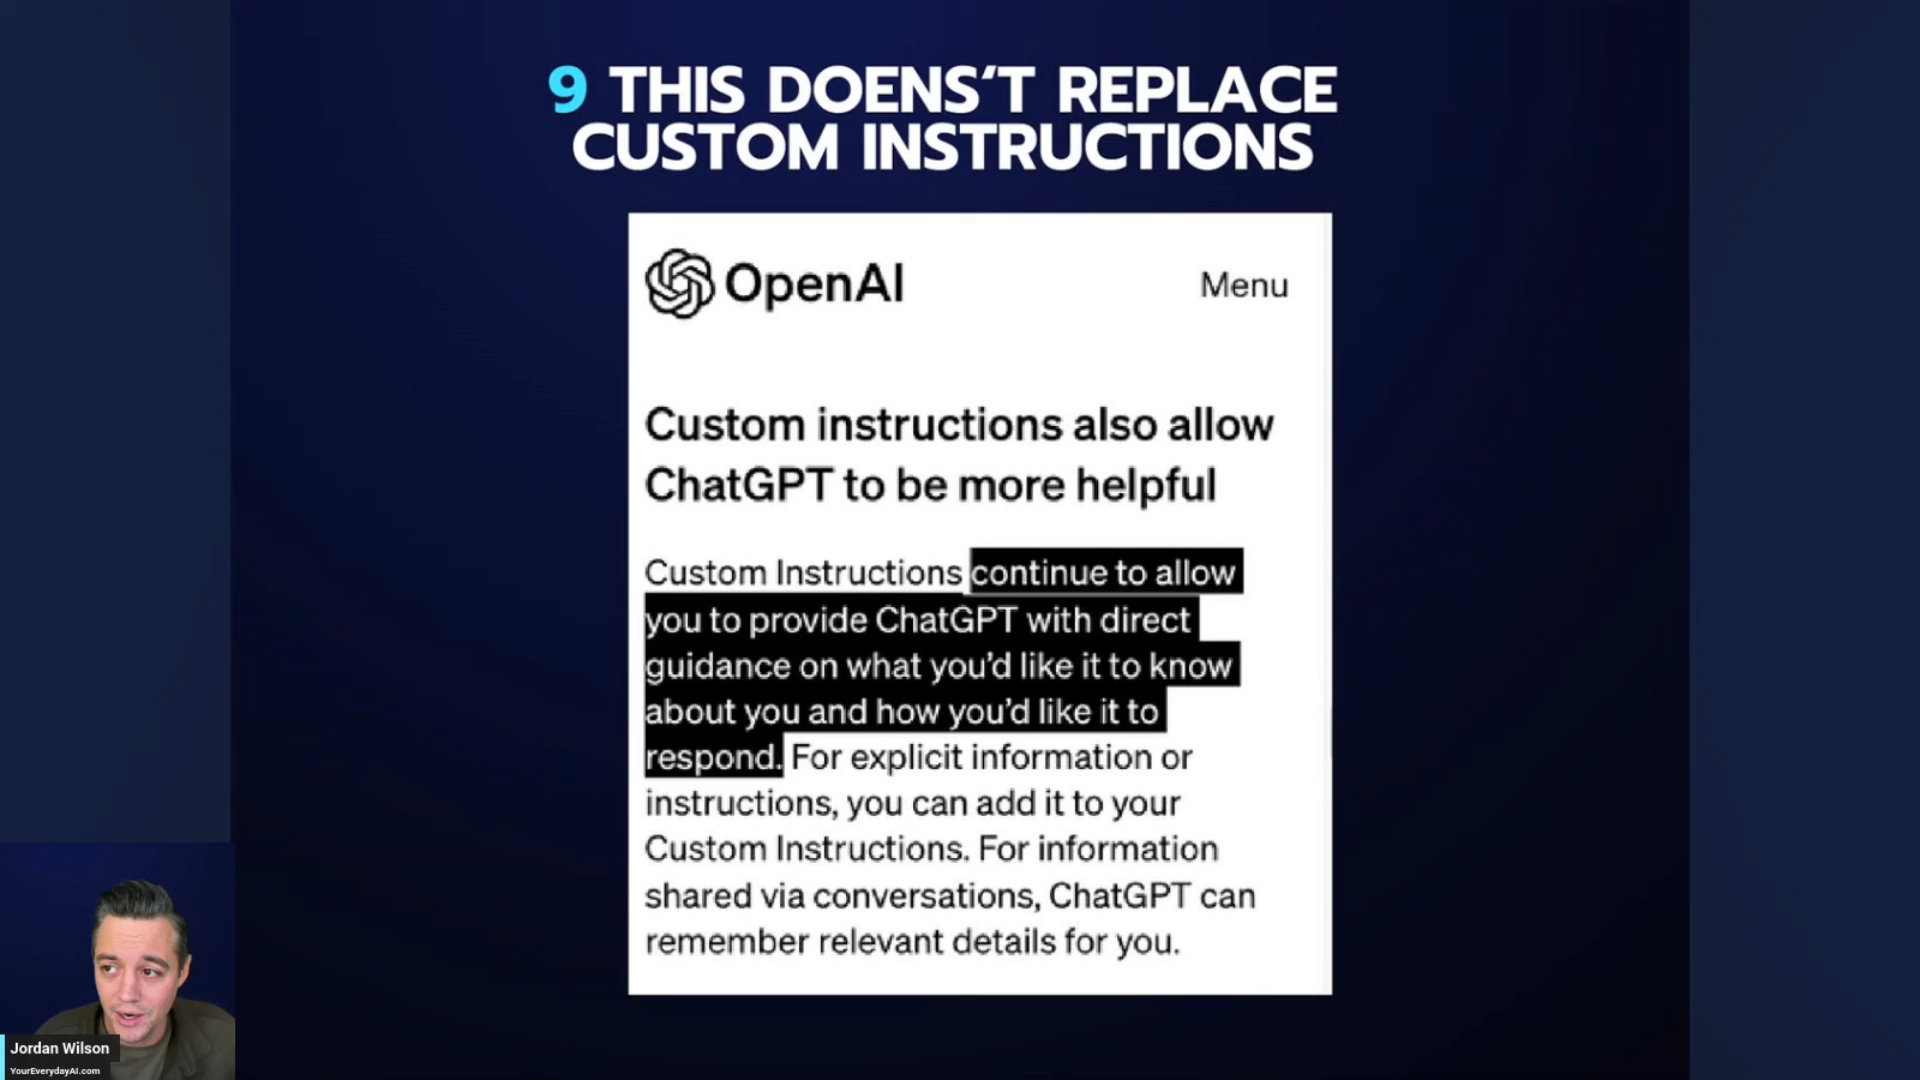 9 THIS DOENS‘T REPLACE
CUSTOM INSTRUCTIONS
OpenAI
Menu
Custom instructions also allow
ChatGPT to be more helpful
Custom Instructions continue to allow
you to provide ChatGPT with direct
guidance on what you’d like it to know
about you and how you’d like it to
respond. For explicit information or
instructions, you can add it to your
Custom Instructions. For information
shared via conversations, ChatGPT can
remember relevant details for you.
Jordan Wilson
YourEverydayAI.com